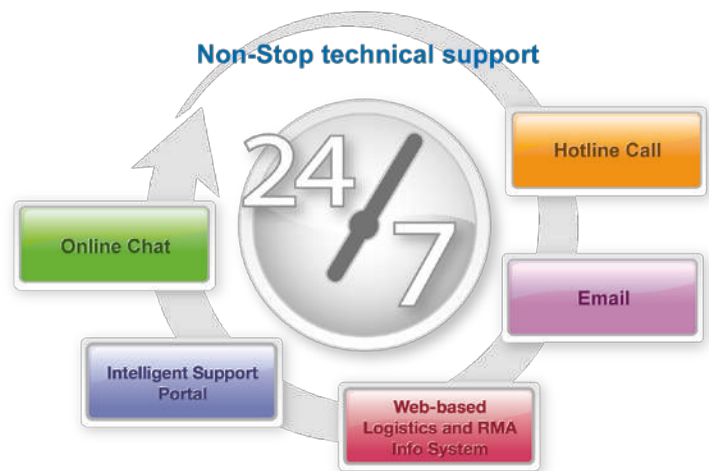 Non-Stop technical support
24
7
Hotline Call
Email
Web-based
Logistics and RMA
Info System
Intelligent Support
Portal
Online Chat